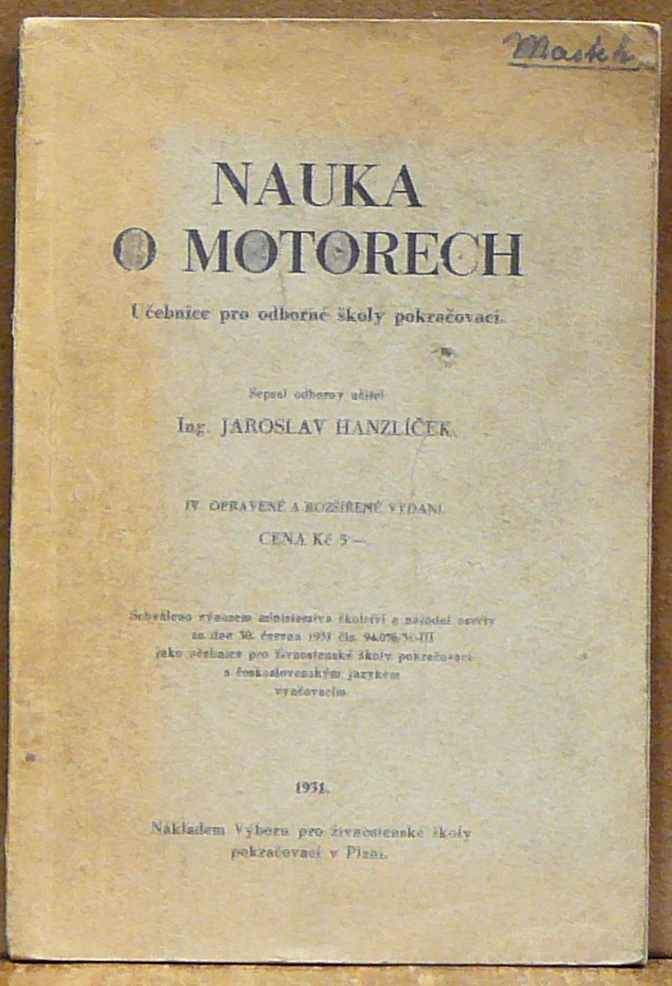 NAUKA
O MOTORECH
Učebnice pro odborné školy pokračovací.
Sepsal odborný učitel
Ing. JAROSLAV HANZLÍČEK.
IV. OPRAVENÉ A ROZŠÍŘENÉ VYDÁNÍ.
CENA Kč 5·—.
Schváleno výnosem ministerstva školství a národní osvěty
ze dne 30. června 1931 čís.
jako učebnice pro živnostenské školy pokračovací
s československým jazykem
vyučovacím.
1931.
Nákladem Výboru pro živnostenské školy
pokračovací v Plzni.